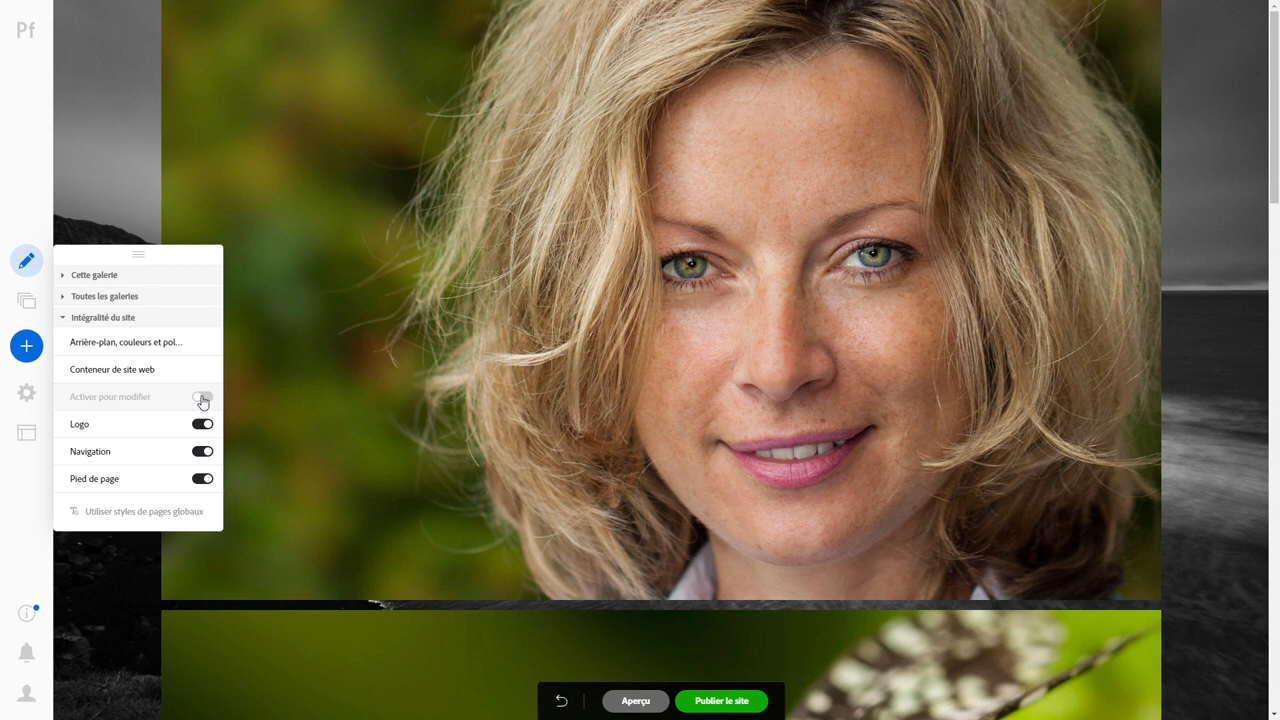 Pf
Cette galerie
Toutes les galeries
Intégralité du site
Arrière-plan, couleurs et pol...
Conteneur de site web
Activer pour modifier
Logo
Navigation
Pied de page
Utiliser styles de pages globaux
Aperçu
Publier le site